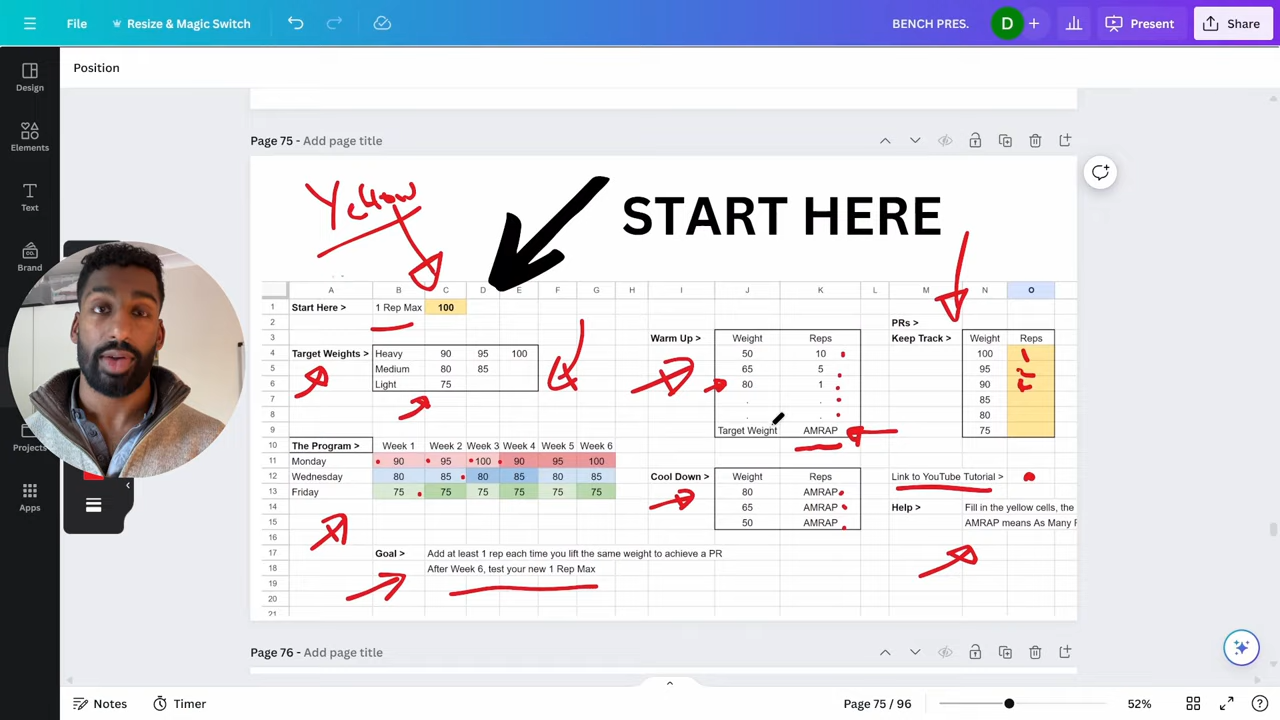 File
Resize & Magic Switch
BENCH PRES.
D
Present
Share
Position
Design
Elements
Text
Brand
Projects
Apps
Page 75 - Add page title
Yellow
START HERE
A B C D E F G H I J K L M N O
1 Start Here > 1 Rep Max 100
2 PRs >
3 Warm Up > Weight Reps Keep Track > Weight Reps
4 Target Weights > Heavy 90 95 100 50 10 100 1
5 Medium 80 85 65 5 95
6 Light 75 80 1 90
7 . . 85
8 . . 80
9 Target Weight AMRAP 75
10 The Program > Week 1 Week 2 Week 3 Week 4 Week 5 Week 6
11 Monday 90 95 100 90 95 100 Cool Down > Weight Reps Link to YouTube Tutorial
12 Wednesday 80 85 80 85 80 85
13 Friday 75 75 75 75 75 75 80 AMRAP
14 65 AMRAP Help > Fill in the yellow cells, the
15 50 AMRAP AMRAP means As Many
16
17 Goal > Add at least 1 rep each time you lift the same weight to achieve a PR
18 After Week 6, test your new 1 Rep Max
19
20
21
Page 76 - Add page title
Notes
Timer
Page 75 / 96
52%